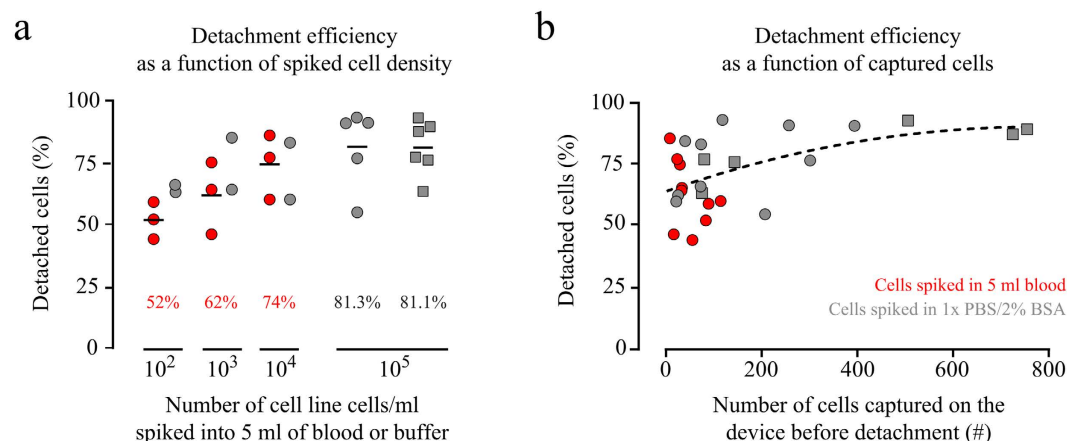 a
Detachment efficiency
as a function of spiked cell density
Detached cells (%)
100
75
50
25
0
52% 62% 74% 81.3% 81.1%
10² 10³ 10⁴ 10⁵
Number of cell line cells/ml
spiked into 5 ml of blood or buffer
b
Detachment efficiency
as a function of captured cells
Detached cells (%)
100
75
50
25
0
Cells spiked in 5 ml blood
Cells spiked in 1x PBS/2% BSA
0 200 400 600 800
Number of cells captured on the
device before detachment (#)